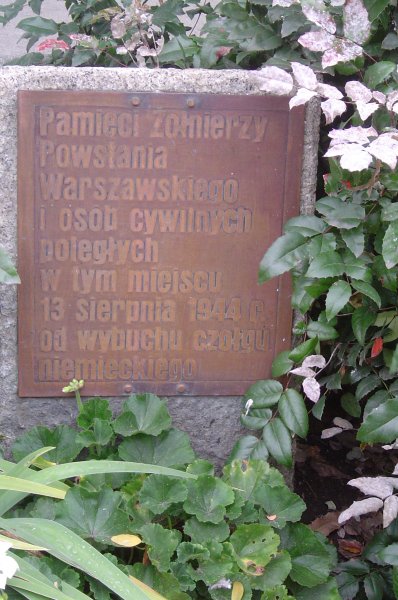 Pamięci żołnierzy
Powstania
Warszawskiego
i osób cywilnych
poległych
w tym miejscu
13 sierpnia 1944 r.
od wybuchu czołgu
niemieckiego